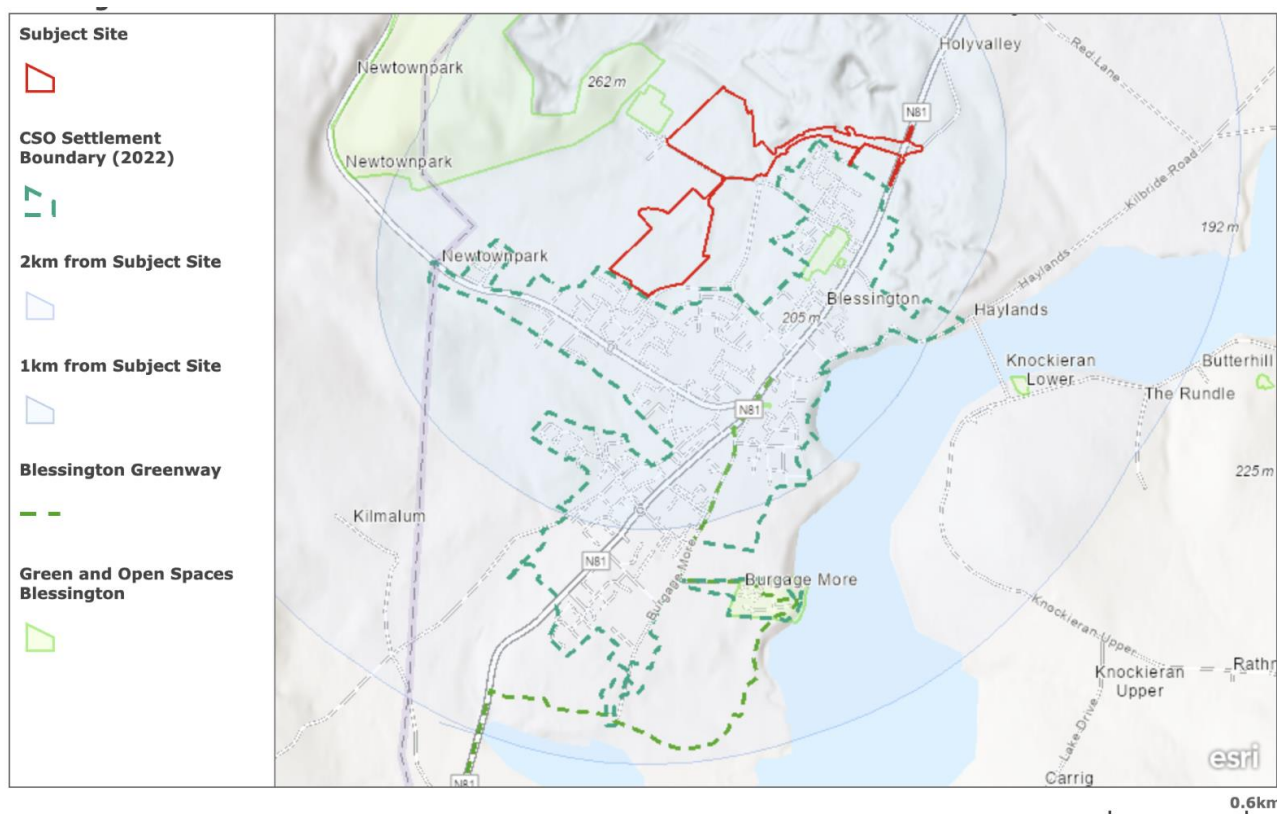 Subject Site
CSO Settlement
Boundary (2022)
2km from Subject Site
1km from Subject Site
Blessington Greenway
Green and Open Spaces
Blessington
Newtownpark
262 m
Holyvalley
Red Lane
N81
Newtownpark
Kilbride Road
192 m
Newtownpark
Haylands
Blessington
205 m
Haylands
Knockieran
Lower
Butterhill
The Rundle
N81
225 m
Kilmalum
N81
Burgage More
Burgage More
Knockieran Upper
Knockieran
Upper
Rathr
Lake Drive
esri
Carrig
N81
0.6km